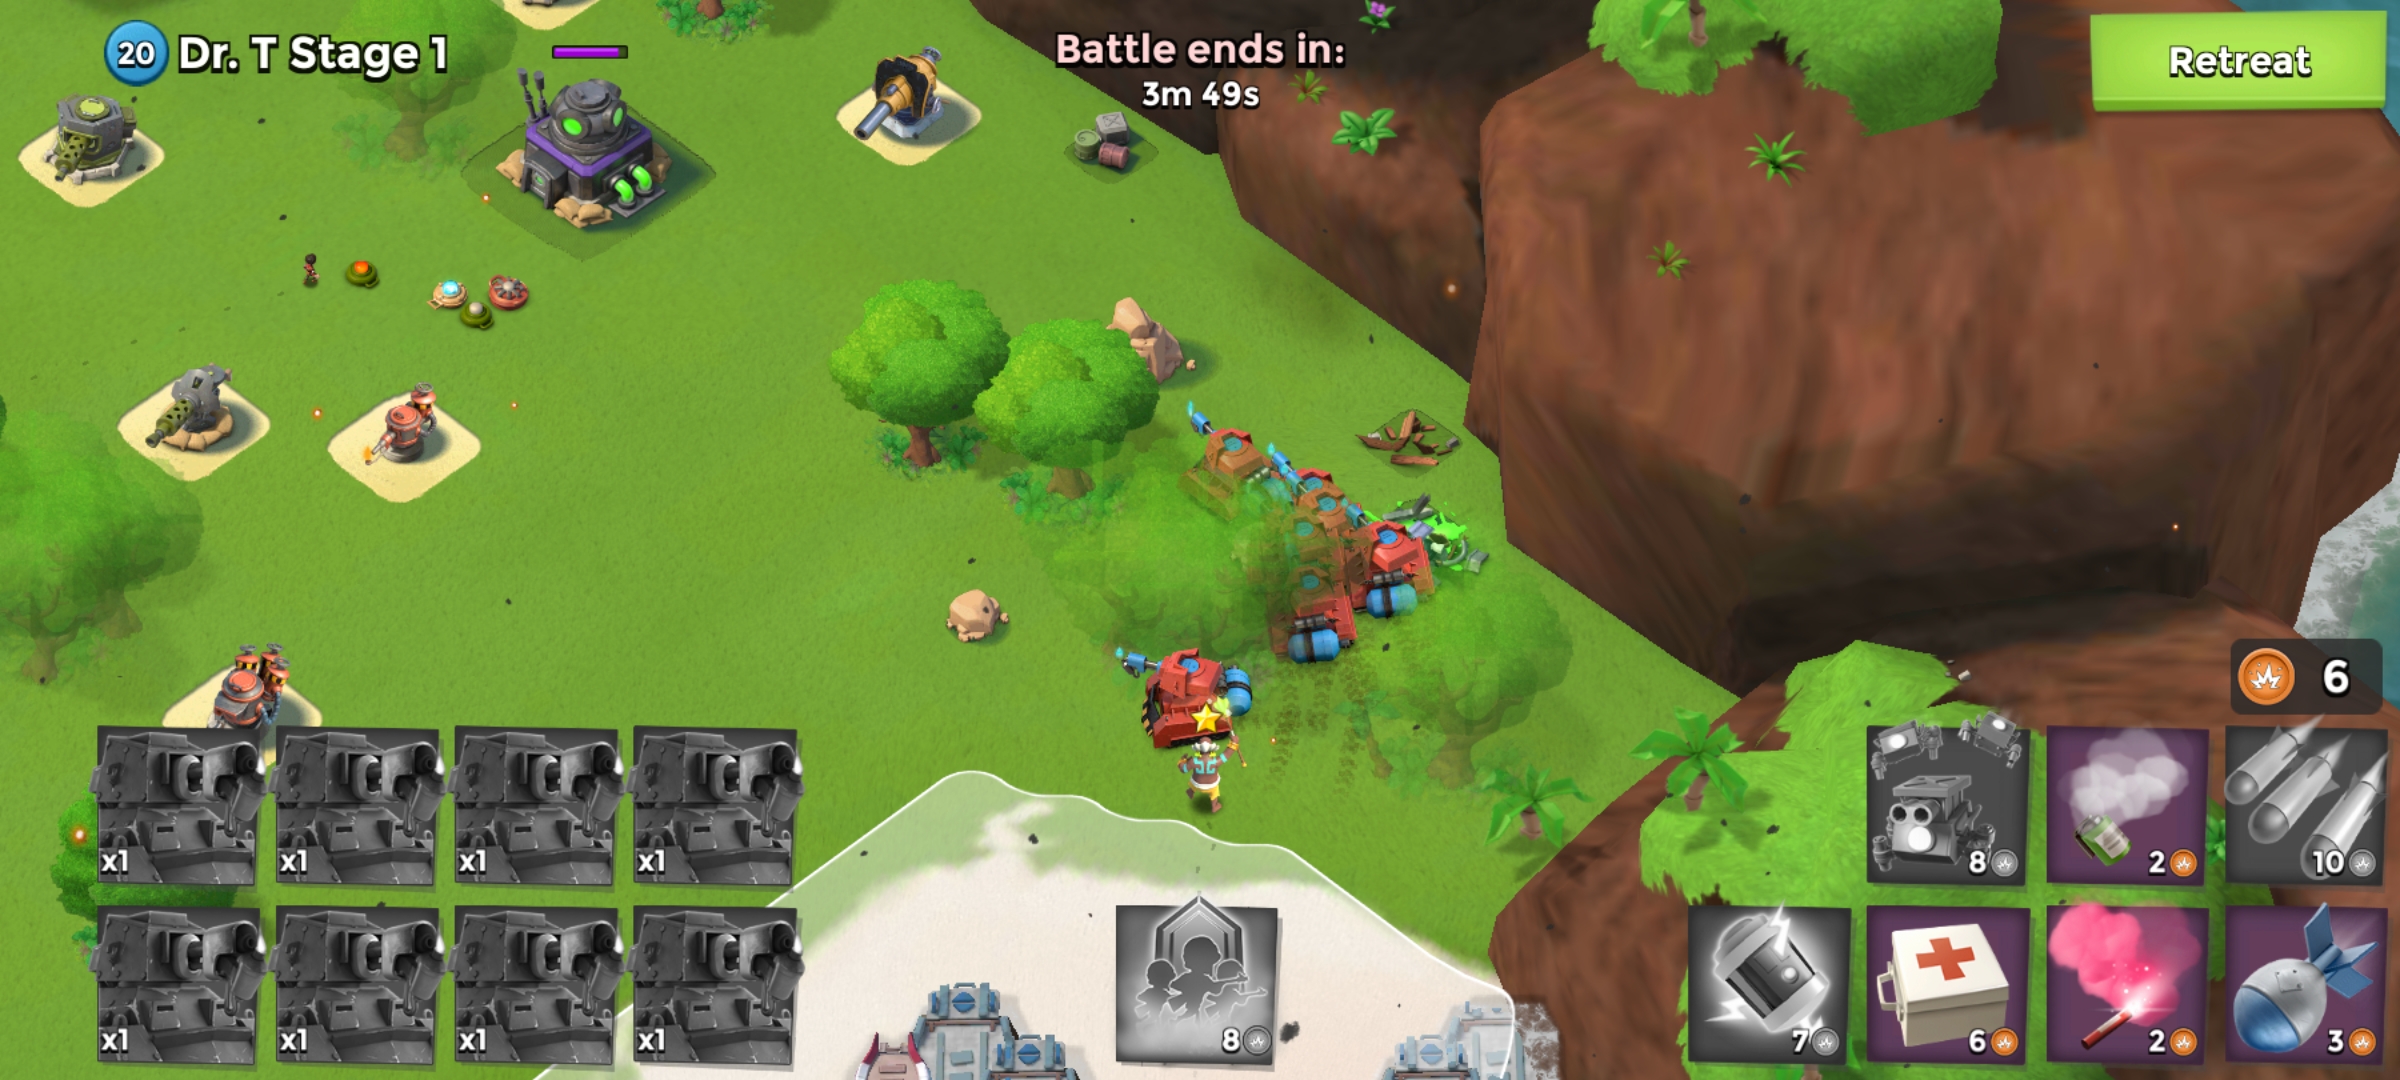 20 Dr. T Stage 1
Battle ends in:
3m 49s
Retreat
6
x1 x1 x1 x1
8 2 10
x1 x1 x1 x1
8
7 6 2 3